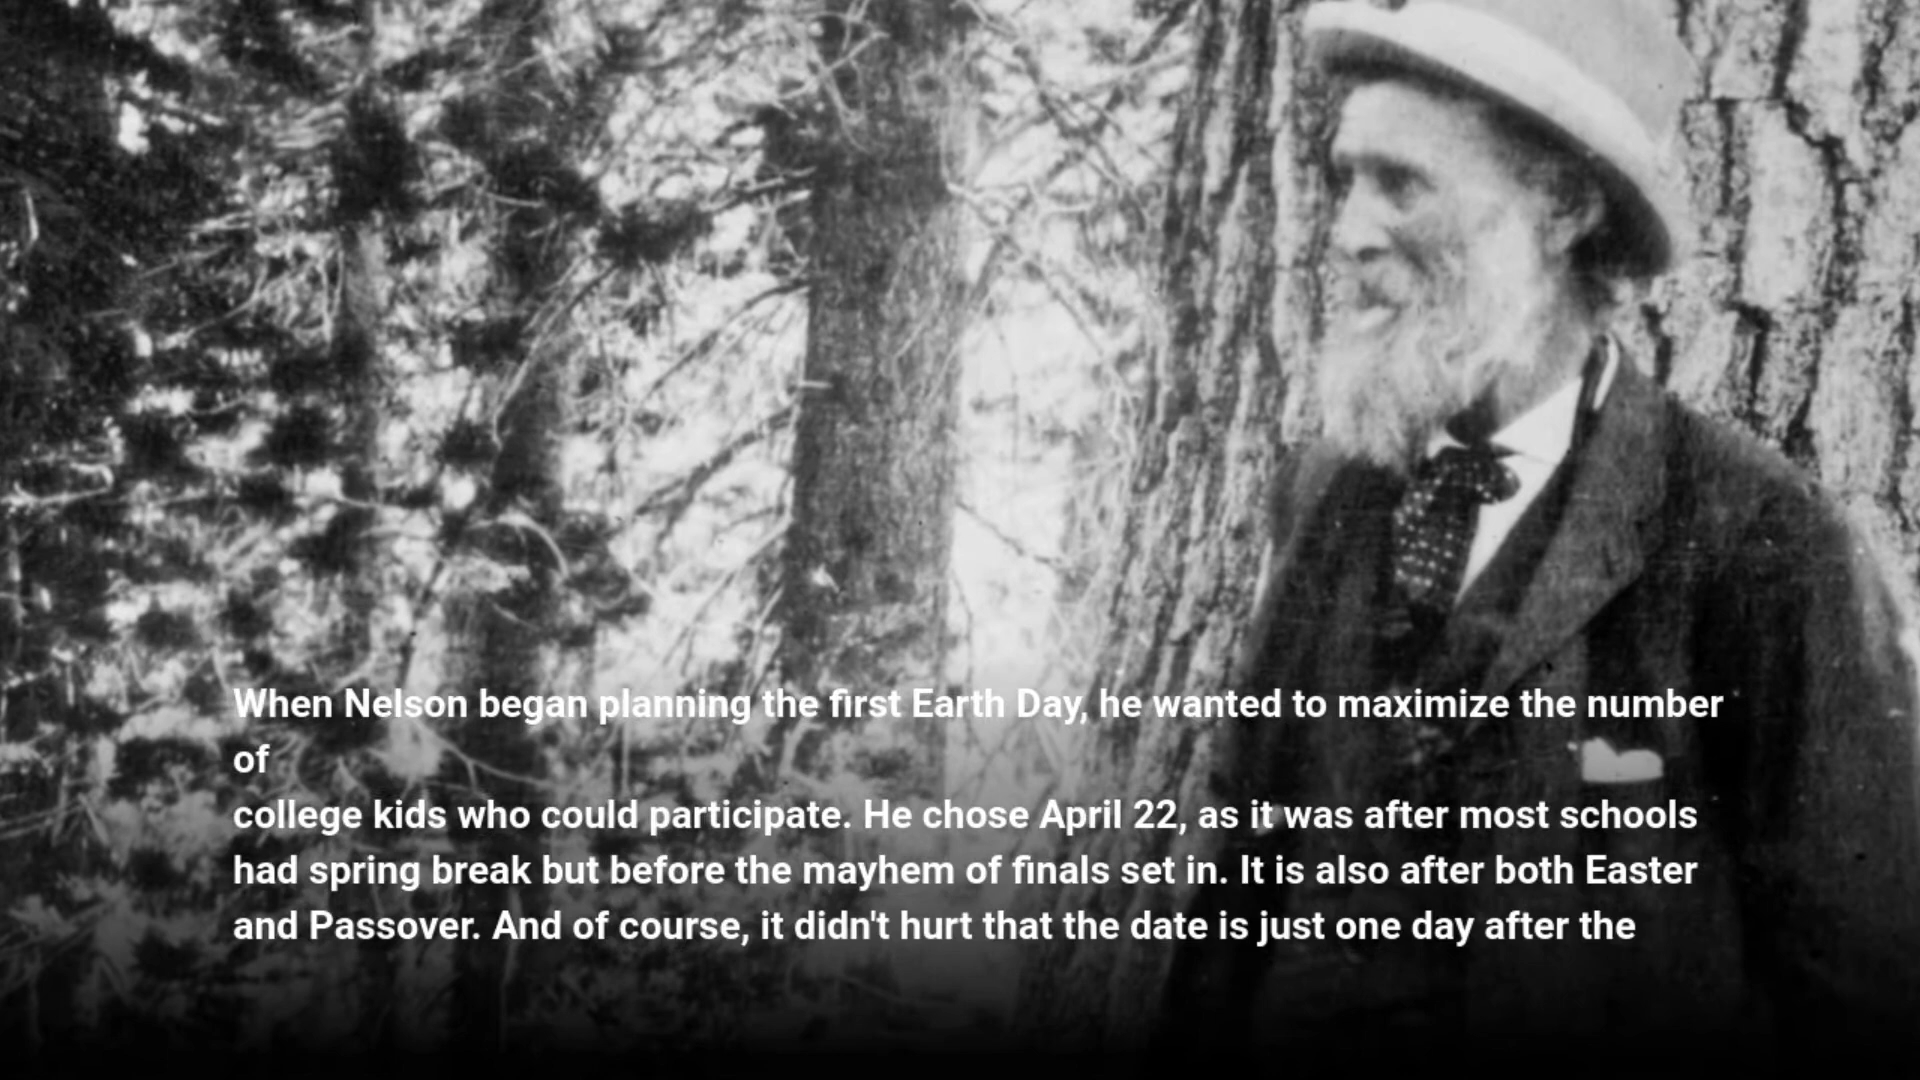 When Nelson began planning the first Earth Day, he wanted to maximize the number
of
college kids who could participate. He chose April 22, as it was after most schools
had spring break but before the mayhem of finals set in. It is also after both Easter
and Passover. And of course, it didn't hurt that the date is just one day after the